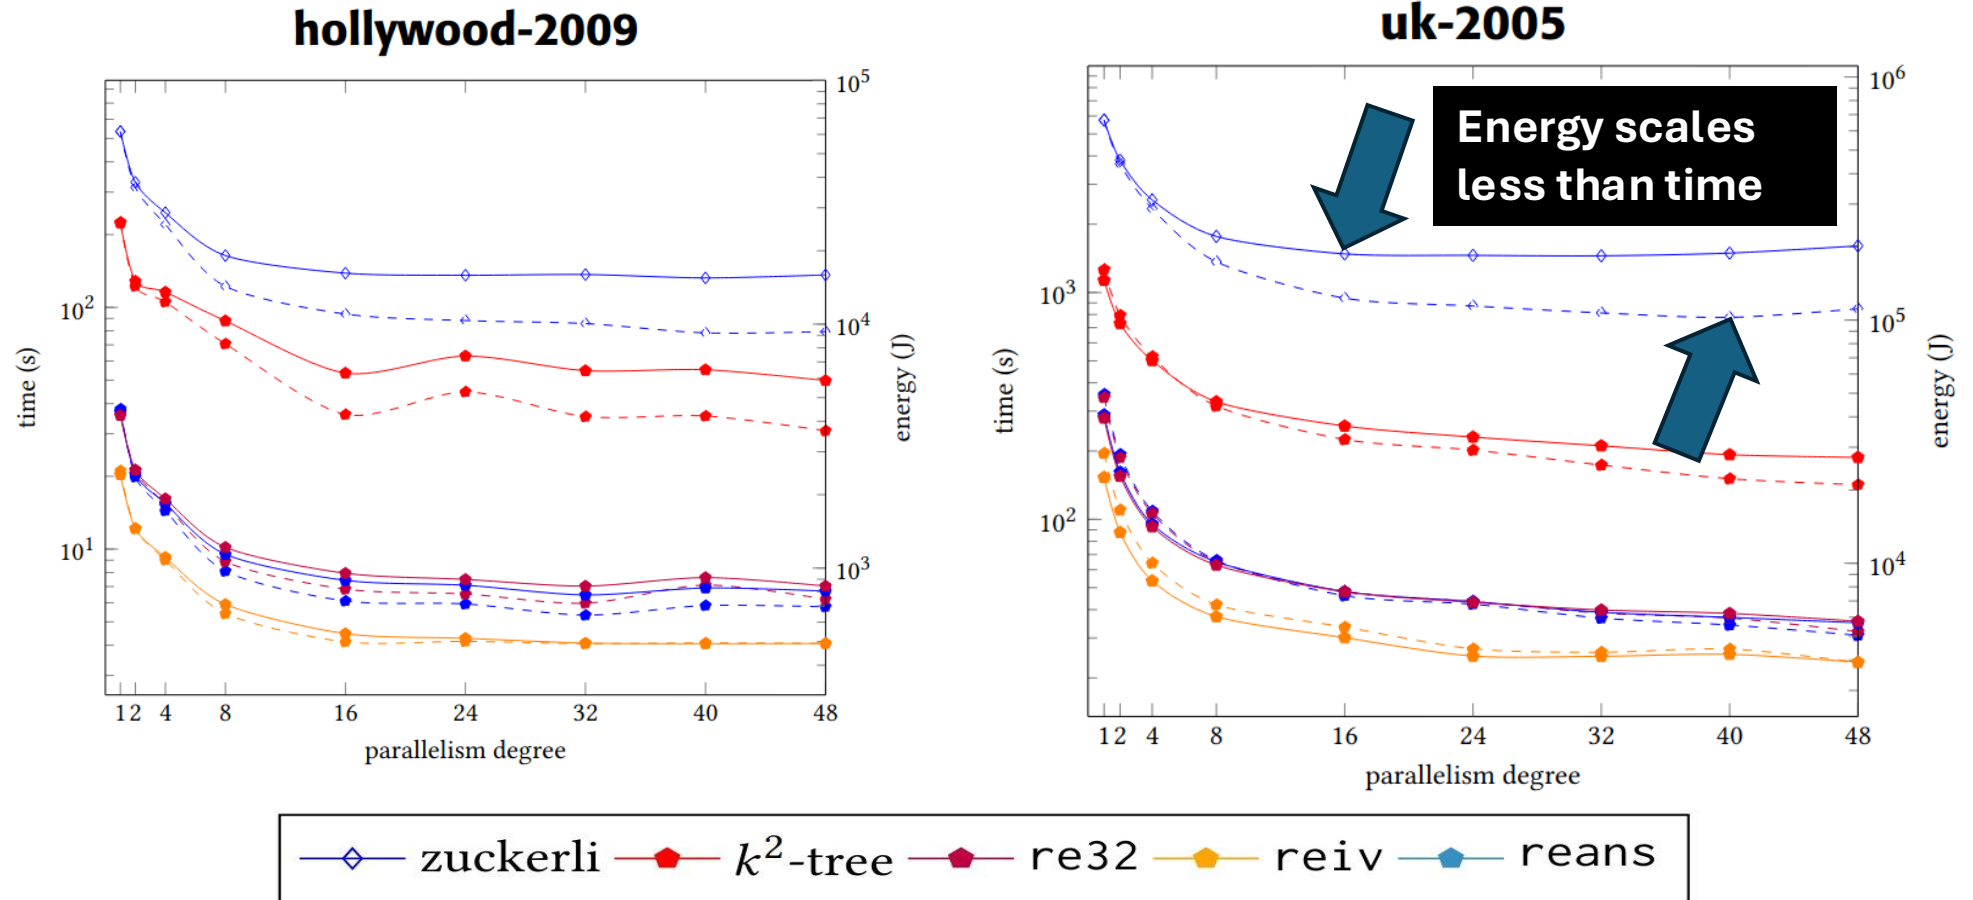 hollywood-2009
10^5
10^2
10^4
10^1
10^3
time (s)
energy (J)
1 2 4 8 16 24 32 40 48
parallelism degree
uk-2005
Energy scales
less than time
10^6
10^3
10^5
10^2
10^4
time (s)
energy (J)
1 2 4 8 16 24 32 40 48
parallelism degree
zuckerli k^2-tree re32 reiv reans